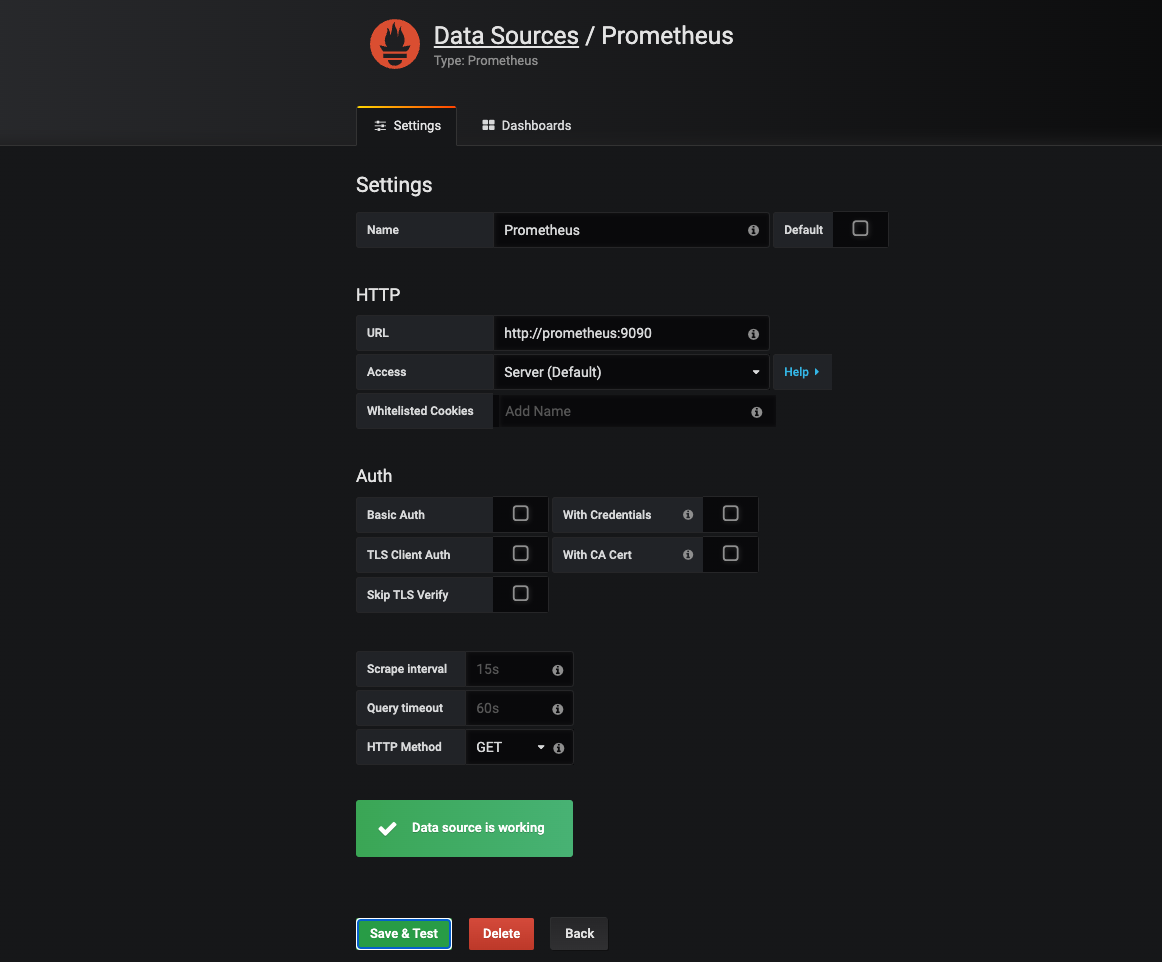 Data Sources / Prometheus
Type: Prometheus
Settings
Dashboards
Settings
Name
Prometheus
Default
HTTP
URL
http://prometheus:9090
Access
Server (Default)
Help
Whitelisted Cookies
Add Name
Auth
Basic Auth
With Credentials
TLS Client Auth
With CA Cert
Skip TLS Verify
Scrape interval
15s
Query timeout
60s
HTTP Method
GET
Data source is working
Save & Test
Delete
Back